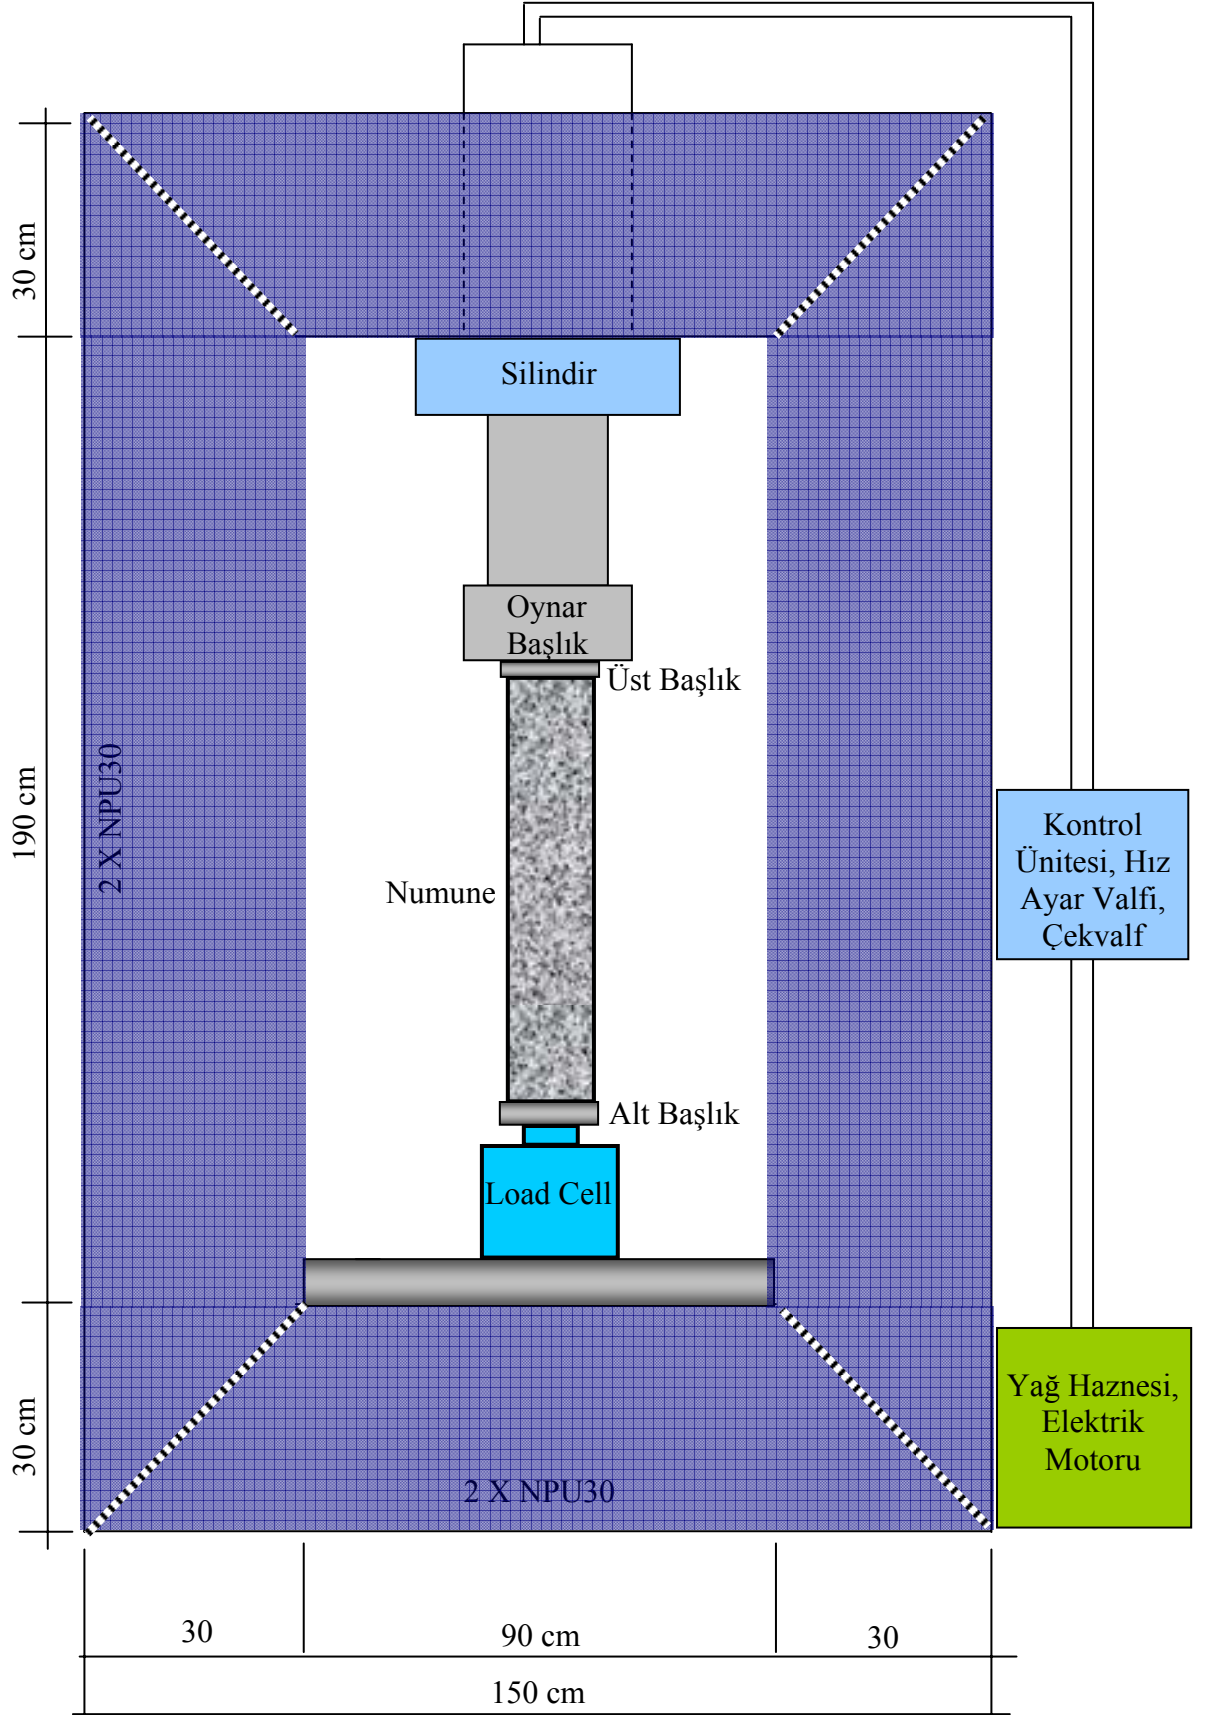 30 cm
Silindir
Oynar
Başlık
Üst Başlık
2 X NPU30
190 cm
Numune
Kontrol
Ünitesi, Hız
Ayar Valfi,
Çekvalf
Alt Başlık
Load Cell
30 cm
Yağ Haznesi,
Elektrik
Motoru
2 X NPU30
30
90 cm
30
150 cm